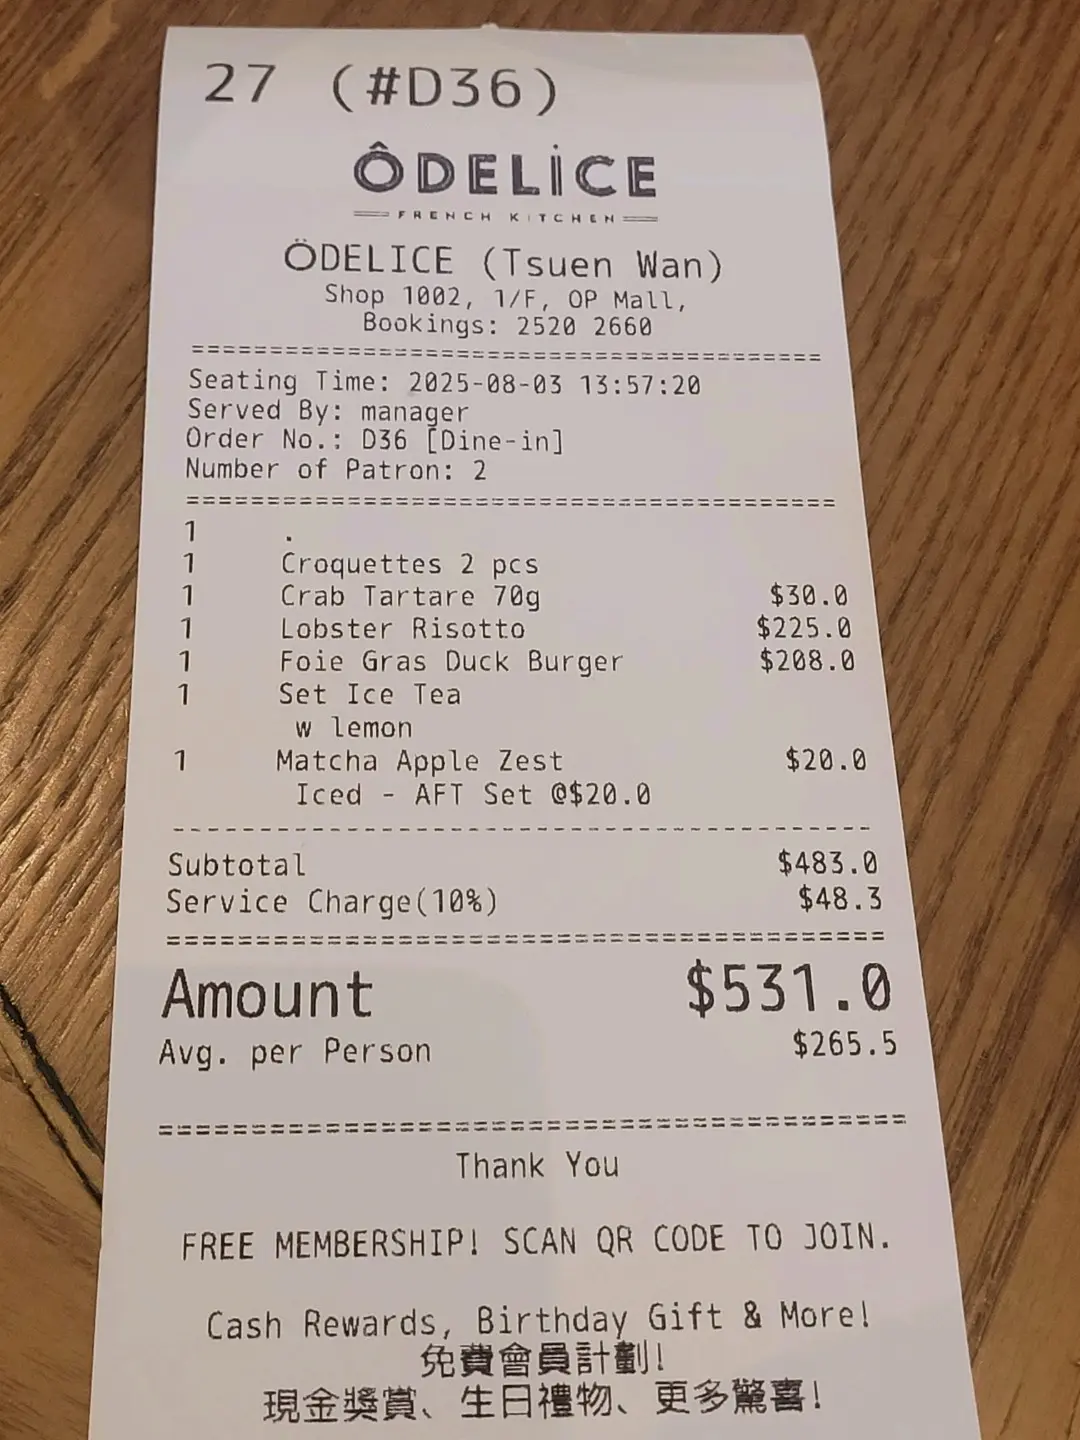 27 (#D36)
ÔDELİCE
FRENCH KITCHEN
ÖDELICE (Tsuen Wan)
Shop 1002, 1/F, OP Mall,
Bookings: 2520 2660
========================================
Seating Time: 2025-08-03 13:57:20
Served By: manager
Order No.: D36 [Dine-in]
Number of Patron: 2
========================================
1 .
1 Croquettes 2 pcs
1 Crab Tartare 70g $30.0
1 Lobster Risotto $225.0
1 Foie Gras Duck Burger $208.0
1 Set Ice Tea
w lemon
1 Matcha Apple Zest $20.0
Iced - AFT Set @$20.0
----------------------------------------
Subtotal $483.0
Service Charge(10%) $48.3
========================================
Amount $531.0
Avg. per Person $265.5
========================================
Thank You
FREE MEMBERSHIP! SCAN QR CODE TO JOIN.
Cash Rewards, Birthday Gift & More!
免費會員計劃!
現金獎賞、生日禮物、更多驚喜!